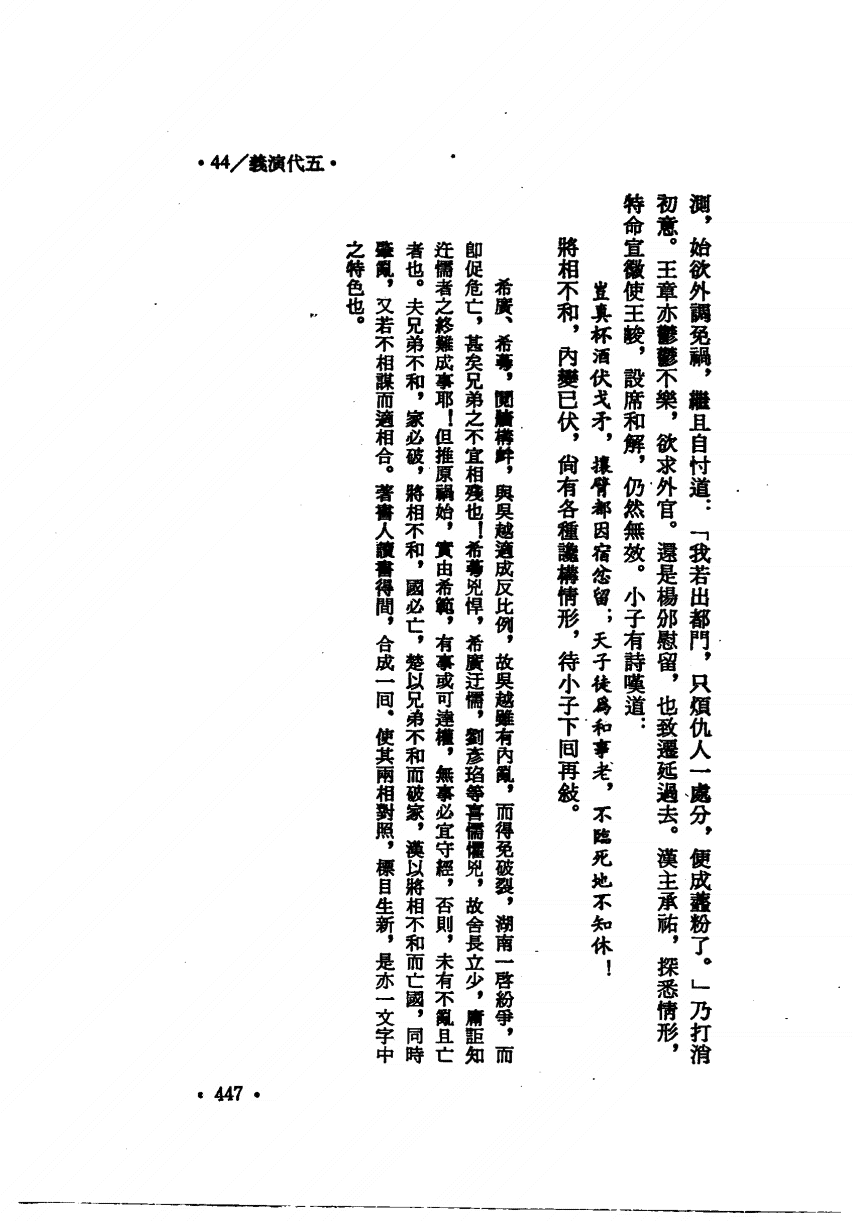 •44／義演代五•
測，始欲外調免禍，繼且自忖道：「我若出都門，只煩仇人一處分，便成虀粉了。」乃打消
初意。王章亦鬱鬱不樂，欲求外官。還是楊邠慰留，也致遷延過去。漢主承祐，探悉情形，
特命宣徽使王峻，設席和解，仍然無效。小子有詩嘆道：
豈真杯酒伏戈矛，攘臂都因宿忿留；天子徒為和事老，不臨死地不知休！
將相不和，內變已伏，尚有各種讒構情形，待小子下回再敍。
希廣、希萼，鬩牆構釁，與吳越適成反比例，故吳越雖有內亂，而得免破裂，湖南一啓紛爭，而
卽促危亡，甚矣兄弟之不宜相殘也！希萼兇悍，希廣迂懦，劉彥瑫等喜懦懼兇，故舍長立少，庸詎知
迂懦者之終難成事耶！但推原禍始，實由希範，有事或可達權，無事必宜守經，否則，未有不亂且亡
者也。夫兄弟不和，家必破，將相不和，國必亡，楚以兄弟不和而破家，漢以將相不和而亡國，同時
肇亂，又若不相謀而適相合。著書人讀書得間，合成一回。使其兩相對照，標目生新，是亦一文字中
之特色也。
• 447 •